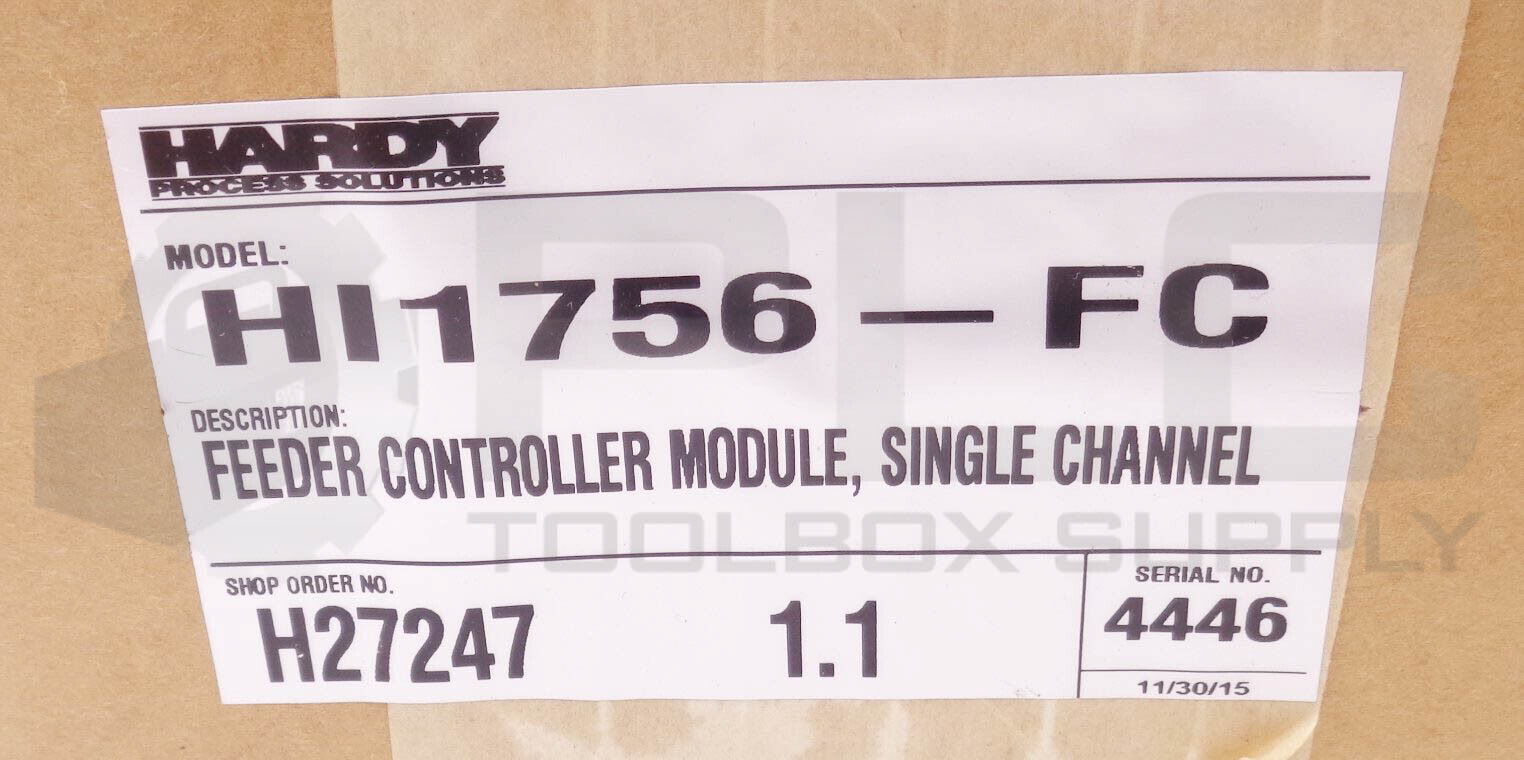 HARDY
PROCESS SOLUTIONS
MODEL:
HI1756-FC
DESCRIPTION:
FEEDER CONTROLLER MODULE, SINGLE CHANNEL
SHOP ORDER NO.
H27247 1.1
SERIAL NO.
4446
11/30/15
PLC
TOOLBOX SUPPLY